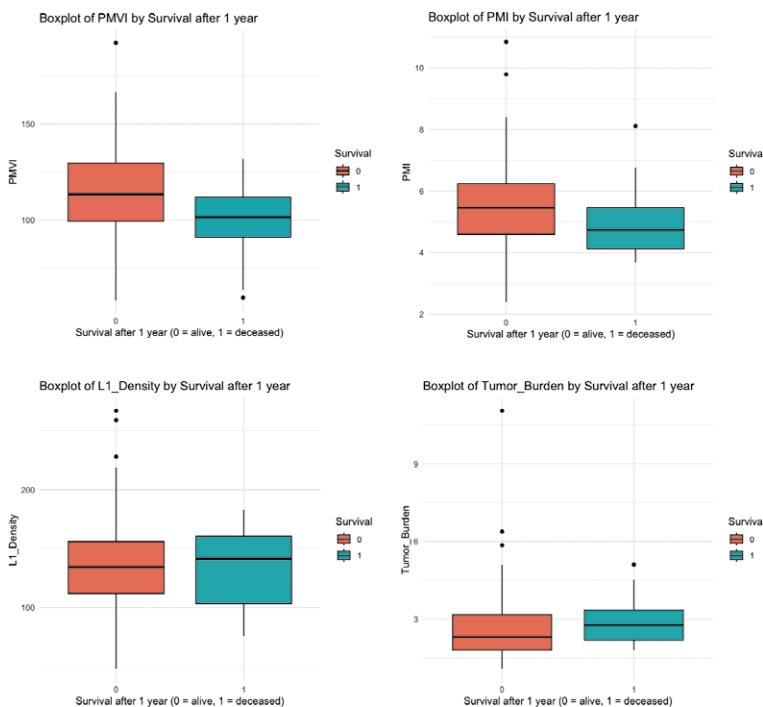 Boxplot of PMVI by Survival after 1 year
PMVI
150
100
0
1
Survival after 1 year (0 = alive, 1 = deceased)
Survival
0
1
Boxplot of PMI by Survival after 1 year
PMI
10
8
6
4
2
0
1
Survival after 1 year (0 = alive, 1 = deceased)
Surviva
0
1
Boxplot of L1_Density by Survival after 1 year
L1_Density
200
100
0
1
Survival after 1 year (0 = alive, 1 = deceased)
Survival
0
1
Boxplot of Tumor_Burden by Survival after 1 year
Tumor_Burden
9
6
3
0
1
Survival after 1 year (0 = alive, 1 = deceased)
Surviva
0
1